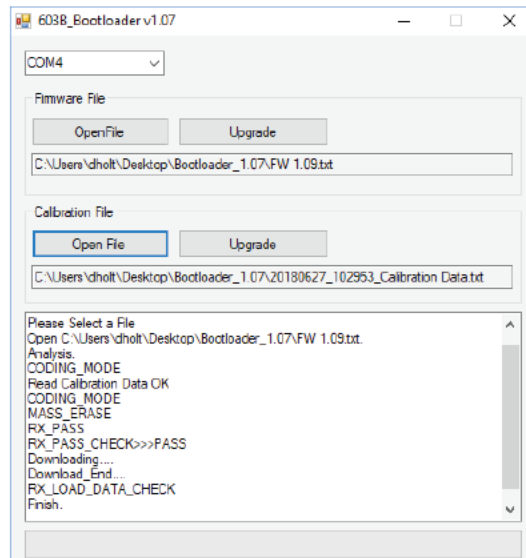 603B_Bootloader v1.07
COM4
Firmware File
OpenFile
Upgrade
C:\Users\dholt\Desktop\Bootloader_1.07\FW 1.09.txt
Calibration File
Open File
Upgrade
C:\Users\dholt\Desktop\Bootloader_1.07\20180627_102953_Calibration Data.txt
Please Select a File
Open C:\Users\dholt\Desktop\Bootloader_1.07\FW 1.09.txt.
Analysis.
CODING_MODE
Read Calibration Data OK
CODING_MODE
MASS_ERASE
RX_PASS
RX_PASS_CHECK>>>PASS
Downloading....
Download_End....
RX_LOAD_DATA_CHECK
Finish.